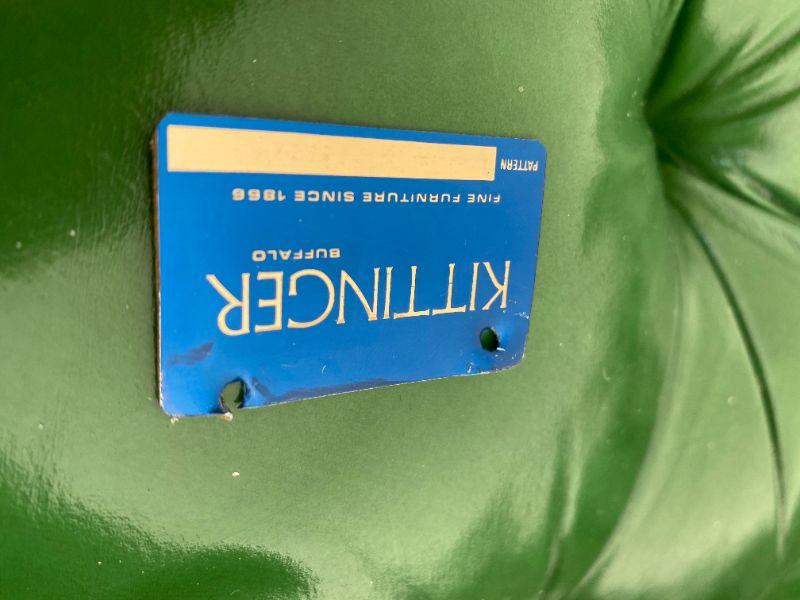 KITTINGER
BUFFALO
FINE FURNITURE SINCE 1866
PATTERN